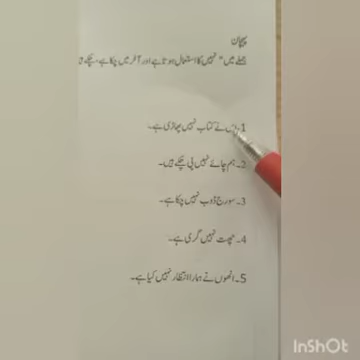 پہچان
جملے میں " نہیں کا استعمال ہوتا ہے اور آخر میں چکا ہے، چکے ہیں
1۔ میں نے کتاب نہیں پھاڑی ہے۔
2۔ ہم چائے نہیں پی چکے ہیں۔
3۔ سورج ڈوب نہیں چکا ہے۔
4۔ چھت نہیں گری ہے۔
5۔ انھوں نے ہمارا انتظار نہیں کیا ہے۔
InShOt